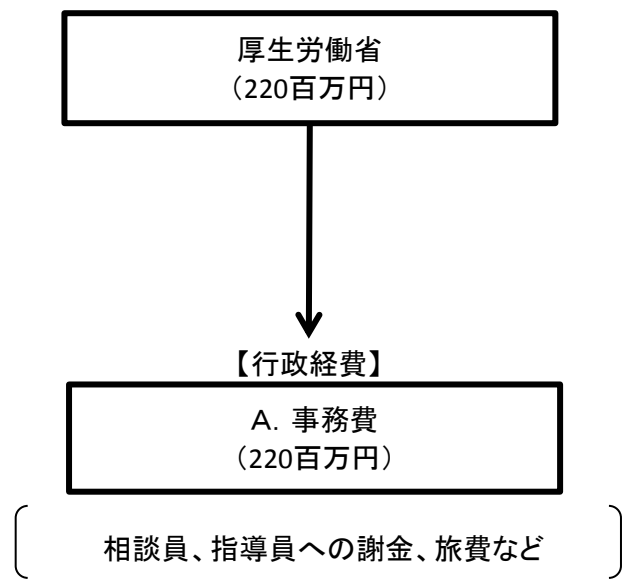 厚生労働省
（220百万円）
【行政経費】
A．事務費
（220百万円）
相談員、指導員への謝金、旅費など